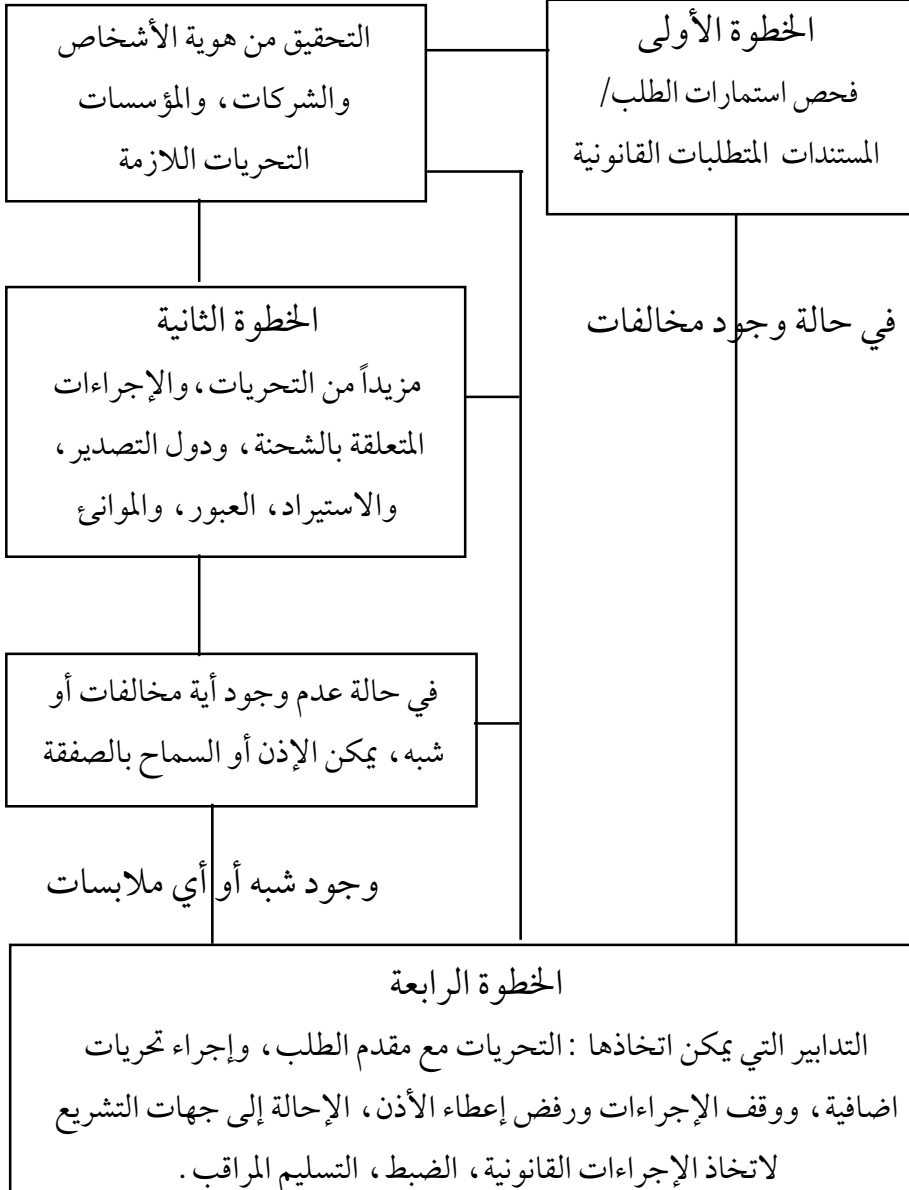 الخطوة الأولى
فحص استمارات الطلب/
المستندات المتطلبات القانونية
التحقيق من هوية الأشخاص
والشركات، والمؤسسات
التحريات اللازمة
في حالة وجود مخالفات
الخطوة الثانية
مزيداً من التحريات، والإجراءات
المتعلقة بالشحنة، ودول التصدير،
والاستيراد، العبور، والموانئ
في حالة عدم وجود أية مخالفات أو
شبه، يمكن الإذن أو السماح بالصفقة
وجود شبه أو أي ملابسات
الخطوة الرابعة
التدابير التي يمكن اتخاذها : التحريات مع مقدم الطلب، وإجراء تحريات
اضافية، ووقف الإجراءات ورفض إعطاء الأذن، الإحالة إلى جهات التشريع
لاتخاذ الإجراءات القانونية، الضبط، التسليم المراقب.